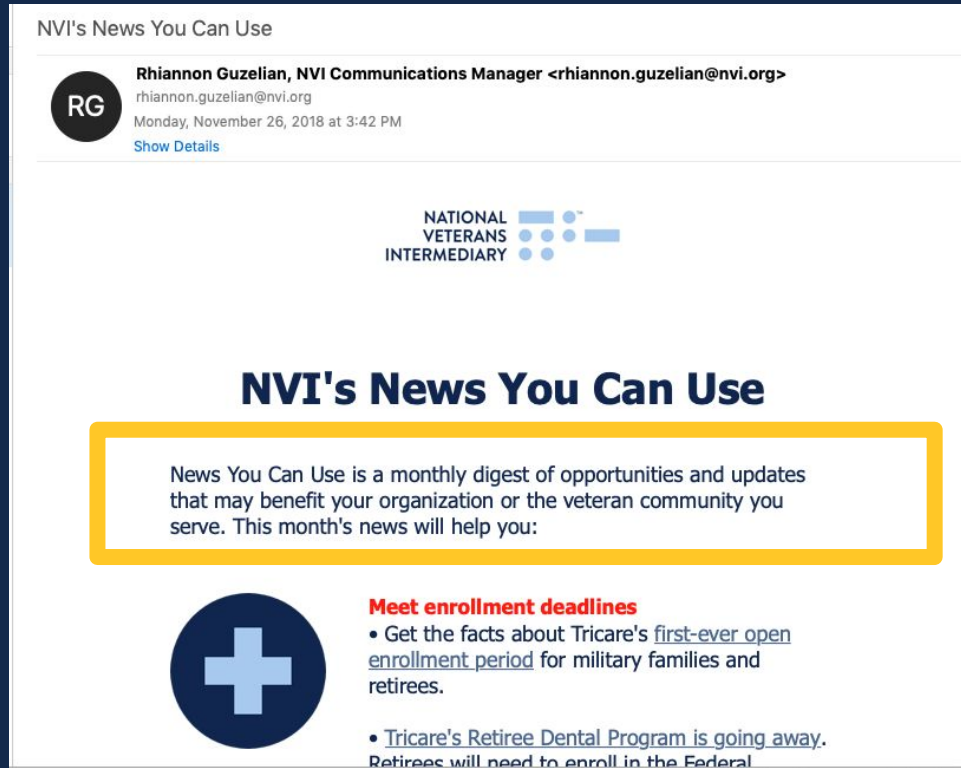 NVI's News You Can Use
Rhiannon Guzelian, NVI Communications Manager <rhiannon.guzelian@nvi.org>
RG
rhiannon.guzelian@nvi.org
Monday, November 26, 2018 at 3:42 PM
Show Details
NATIONAL
VETERANS
INTERMEDIARY
™
NVI's News You Can Use
News You Can Use is a monthly digest of opportunities and updates
that may benefit your organization or the veteran community you
serve. This month's news will help you:
Meet enrollment deadlines
• Get the facts about Tricare's first-ever open
enrollment period for military families and
retirees.
• Tricare's Retiree Dental Program is going away.
Retirees will need to enroll in the Federal